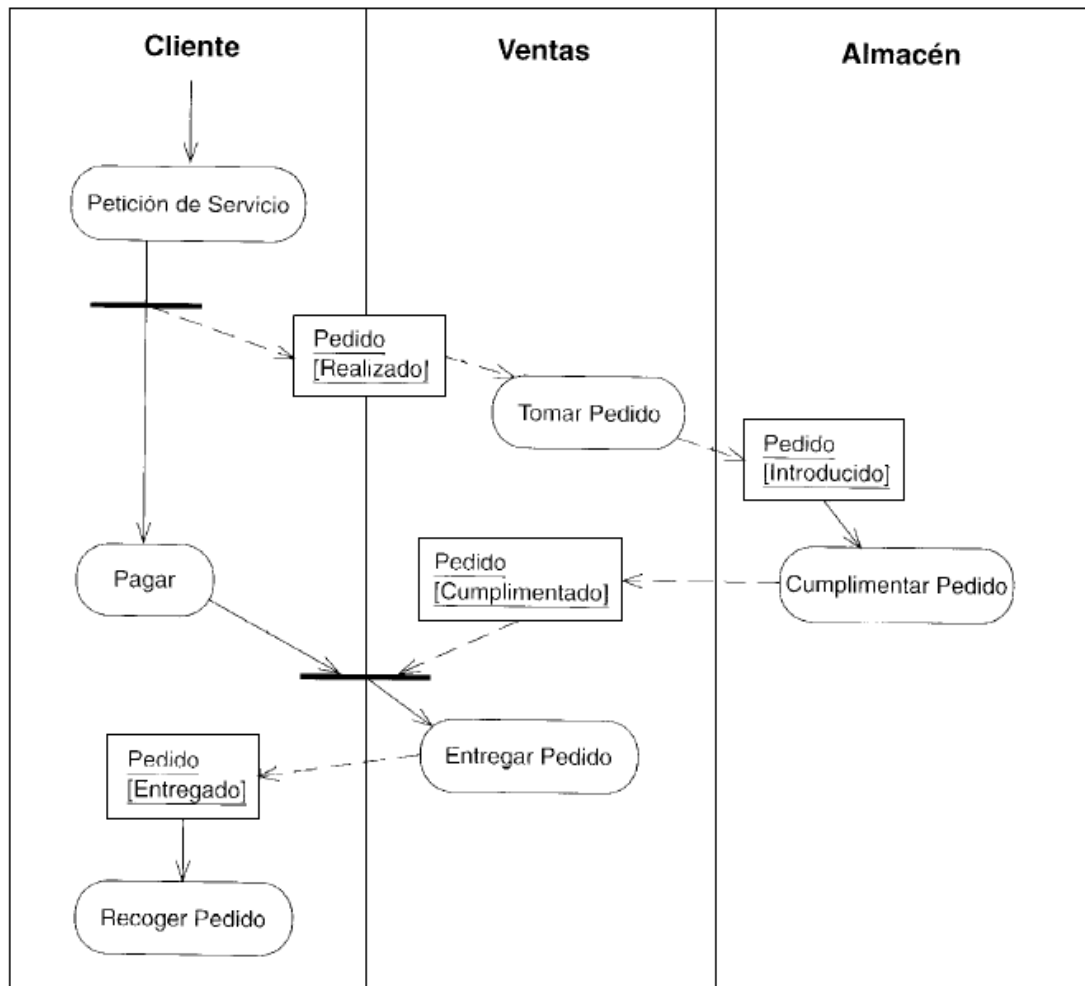 Cliente
Ventas
Almacén
Petición de Servicio
Pedido
[Realizado]
Tomar Pedido
Pedido
[Introducido]
Pagar
Pedido
[Cumplimentado]
Cumplimentar Pedido
Pedido
[Entregado]
Entregar Pedido
Recoger Pedido